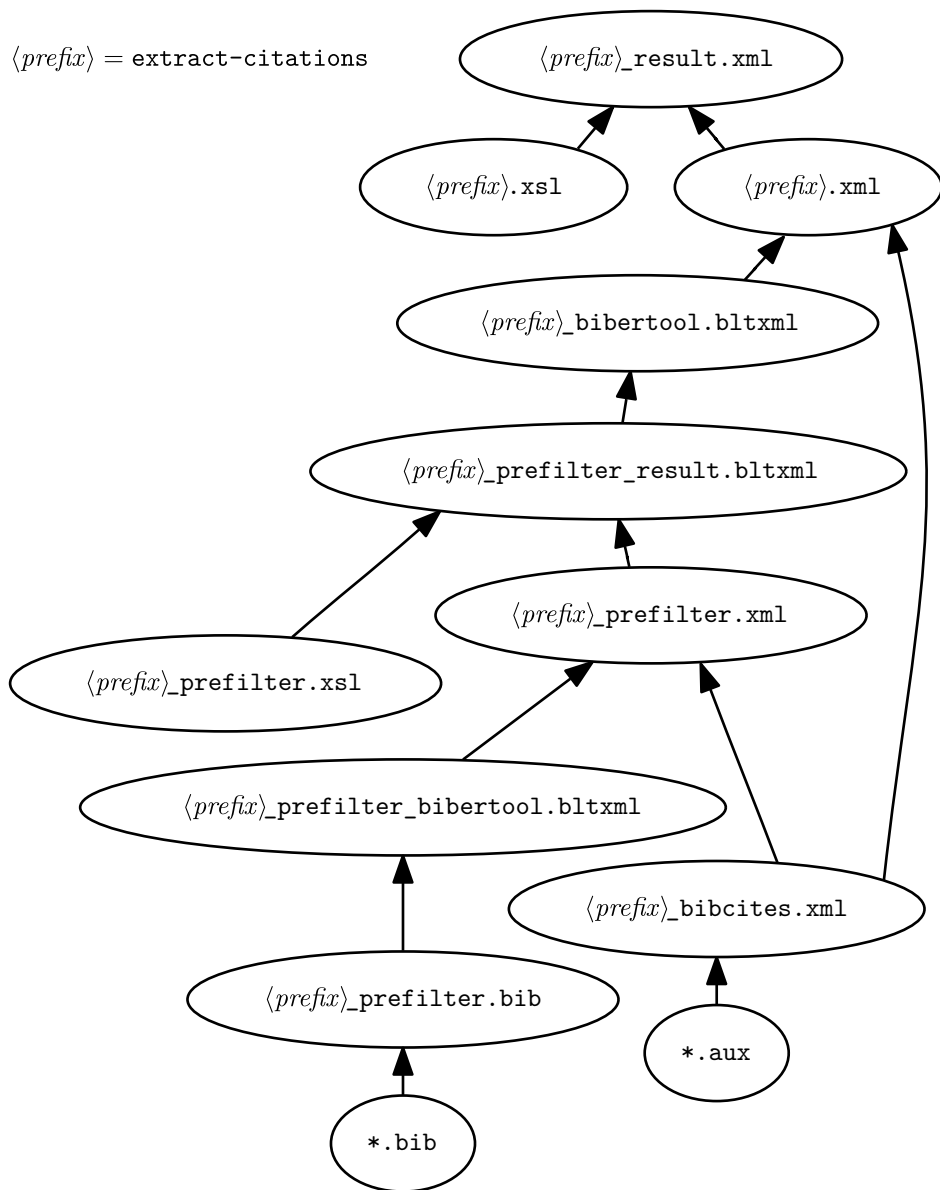 ⟨prefix⟩ = extract-citations
⟨prefix⟩_result.xml
⟨prefix⟩.xsl
⟨prefix⟩.xml
⟨prefix⟩_bibertool.bltxml
⟨prefix⟩_prefilter_result.bltxml
⟨prefix⟩_prefilter.xml
⟨prefix⟩_prefilter.xsl
⟨prefix⟩_prefilter_bibertool.bltxml
⟨prefix⟩_bibcites.xml
⟨prefix⟩_prefilter.bib
*.aux
*.bib